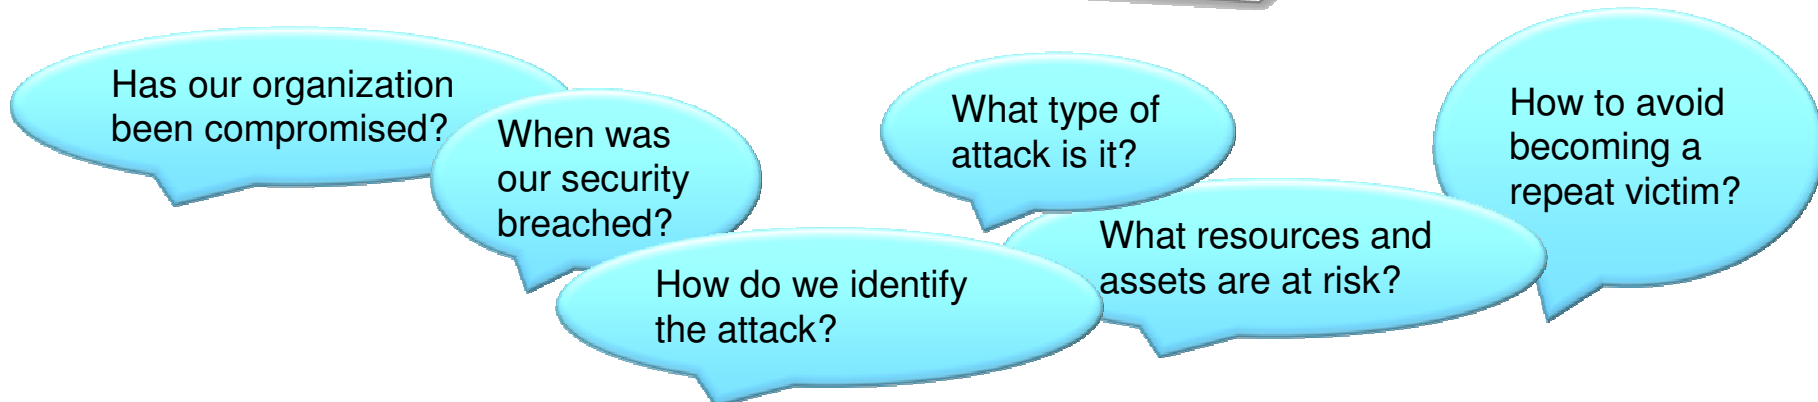 Has our organization
been compromised?
When was
our security
breached?
How do we identify
the attack?
What type of
attack is it?
What resources and
assets are at risk?
How to avoid
becoming a
repeat victim?